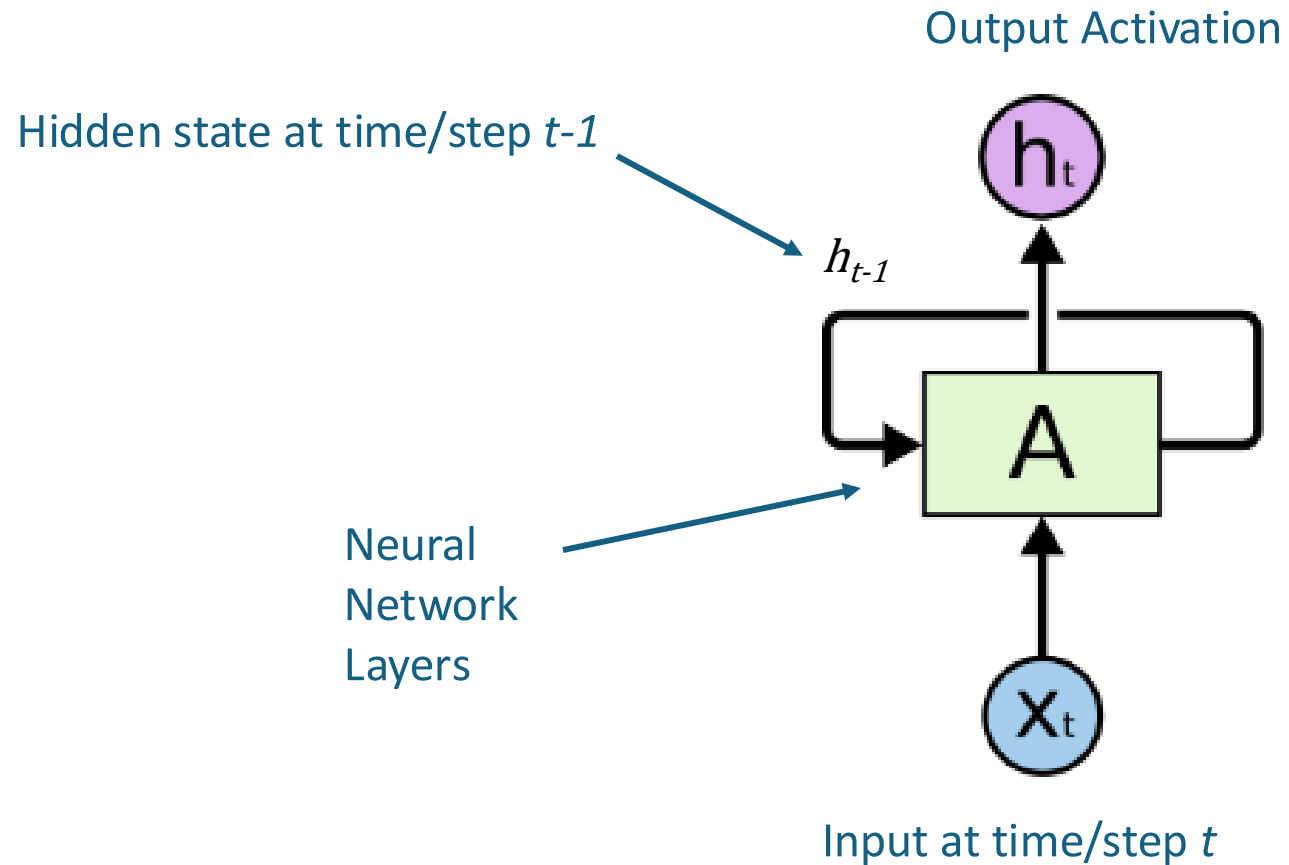 Output Activation
Hidden state at time/step t-1
ht
ht-1
A
Neural
Network
Layers
xt
Input at time/step t